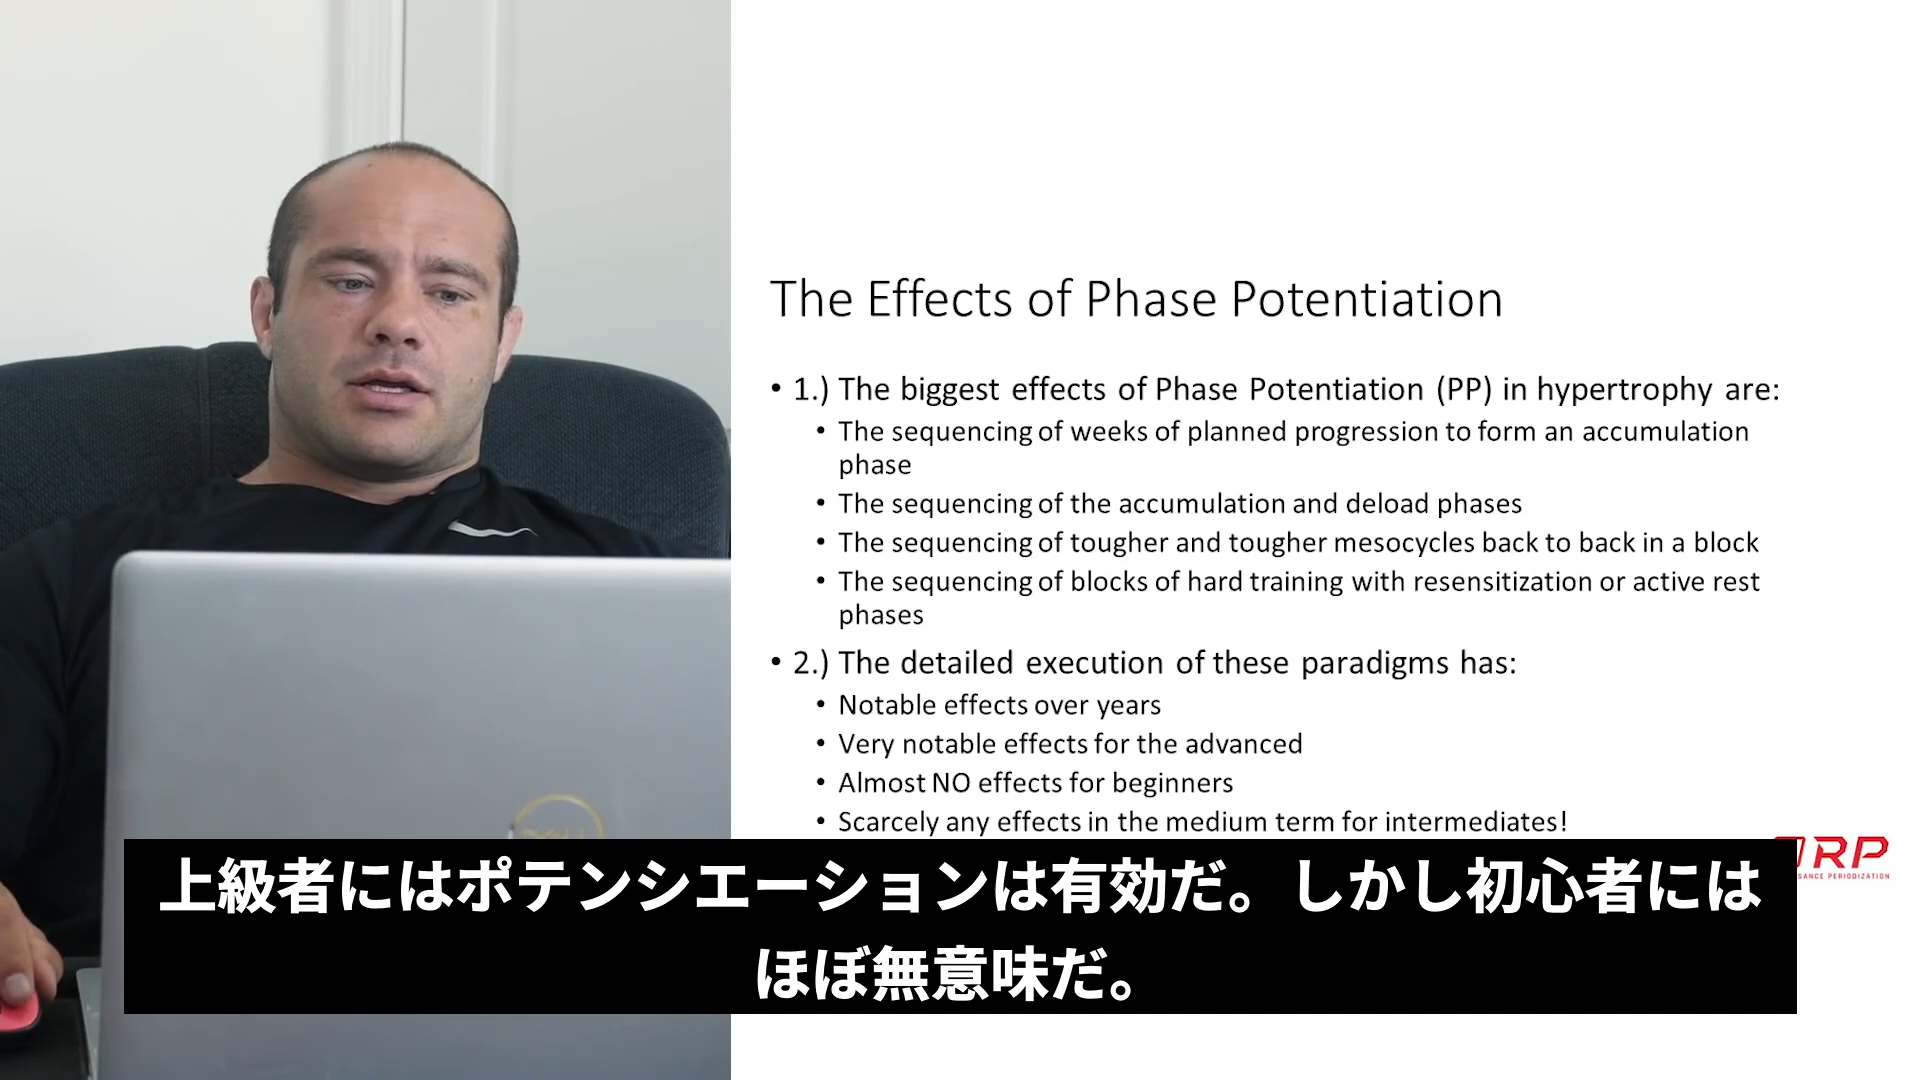 The Effects of Phase Potentiation
• 1.) The biggest effects of Phase Potentiation (PP) in hypertrophy are:
• The sequencing of weeks of planned progression to form an accumulation
phase
• The sequencing of the accumulation and deload phases
• The sequencing of tougher and tougher mesocycles back to back in a block
• The sequencing of blocks of hard training with resensitization or active rest
phases
• 2.) The detailed execution of these paradigms has:
• Notable effects over years
• Very notable effects for the advanced
• Almost NO effects for beginners
• Scarcely any effects in the medium term for intermediates!
RP
PERIODIZATION
上級者にはポテンシエーションは有効だ。しかし初心者には
ほぼ無意味だ。